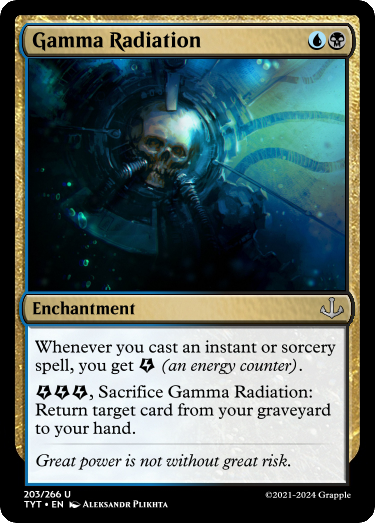 Gamma Radiation
Enchantment
Whenever you cast an instant or sorcery
spell, you get (an energy counter).
, Sacrifice Gamma Radiation:
Return target card from your graveyard
to your hand.
Great power is not without great risk.
203/266 U
TYT • EN Aleksandr Plikhta
©2021-2024 Grapple